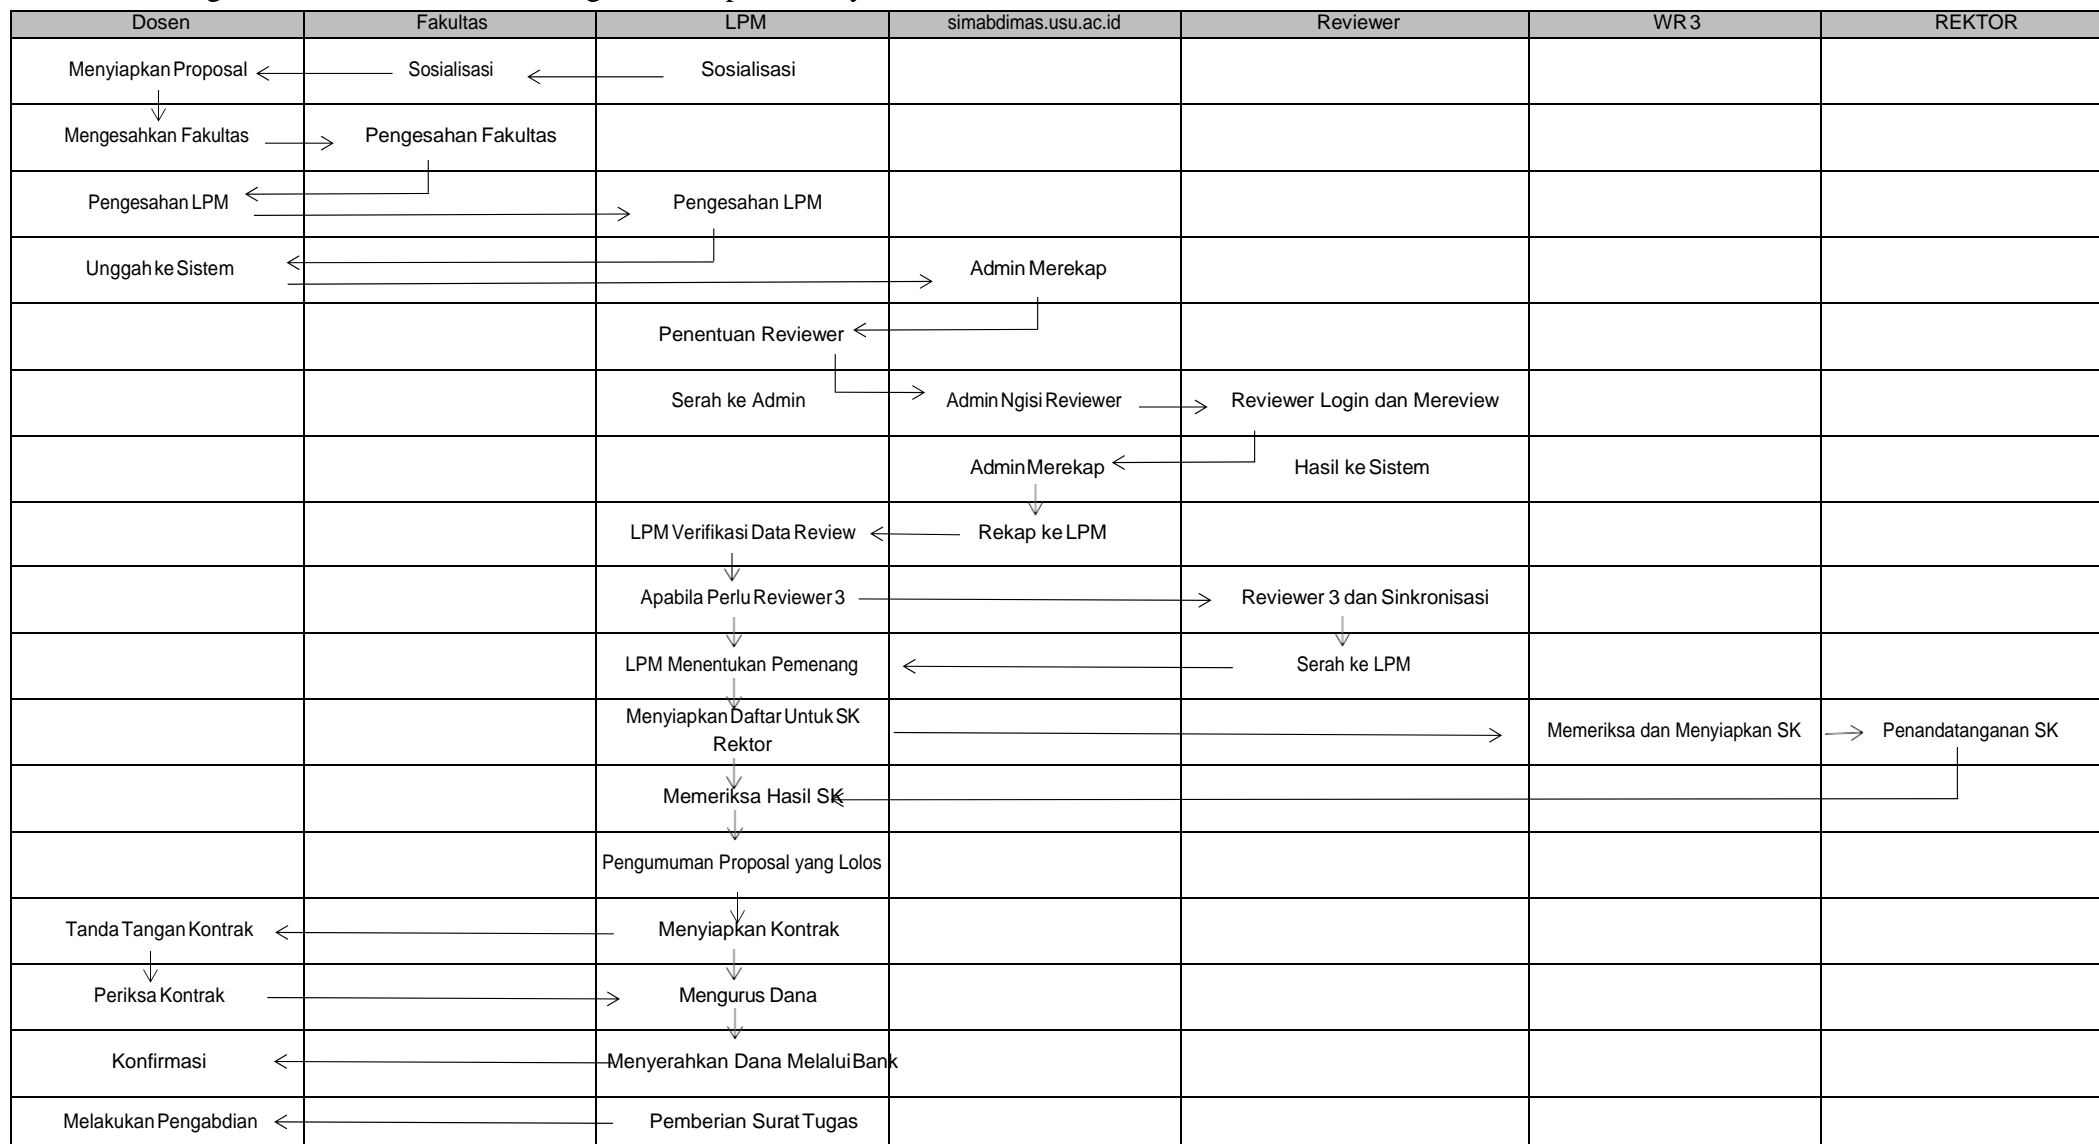 Dosen
Fakultas
LPM
simabdimas.usu.ac.id
Reviewer
WR 3
REKTOR
Menyiapkan Proposal
Sosialisasi
Sosialisasi
Mengesahkan Fakultas
Pengesahan Fakultas
Pengesahan LPM
Pengesahan LPM
Unggah ke Sistem
Admin Merekap
Penentuan Reviewer
Serah ke Admin
Admin Ngisi Reviewer
Reviewer Login dan Mereview
Admin Merekap
Hasil ke Sistem
LPM Verifikasi Data Review
Rekap ke LPM
Apabila Perlu Reviewer 3
Reviewer 3 dan Sinkronisasi
LPM Menentukan Pemenang
Serah ke LPM
Menyiapkan Daftar Untuk SK
Rektor
Memeriksa dan Menyiapkan SK
Penandatanganan SK
Memeriksa Hasil SK
Pengumuman Proposal yang Lolos
Tanda Tangan Kontrak
Menyiapkan Kontrak
Periksa Kontrak
Mengurus Dana
Konfirmasi
Menyerahkan Dana Melalui Bank
Melakukan Pengabdian
Pemberian Surat Tugas